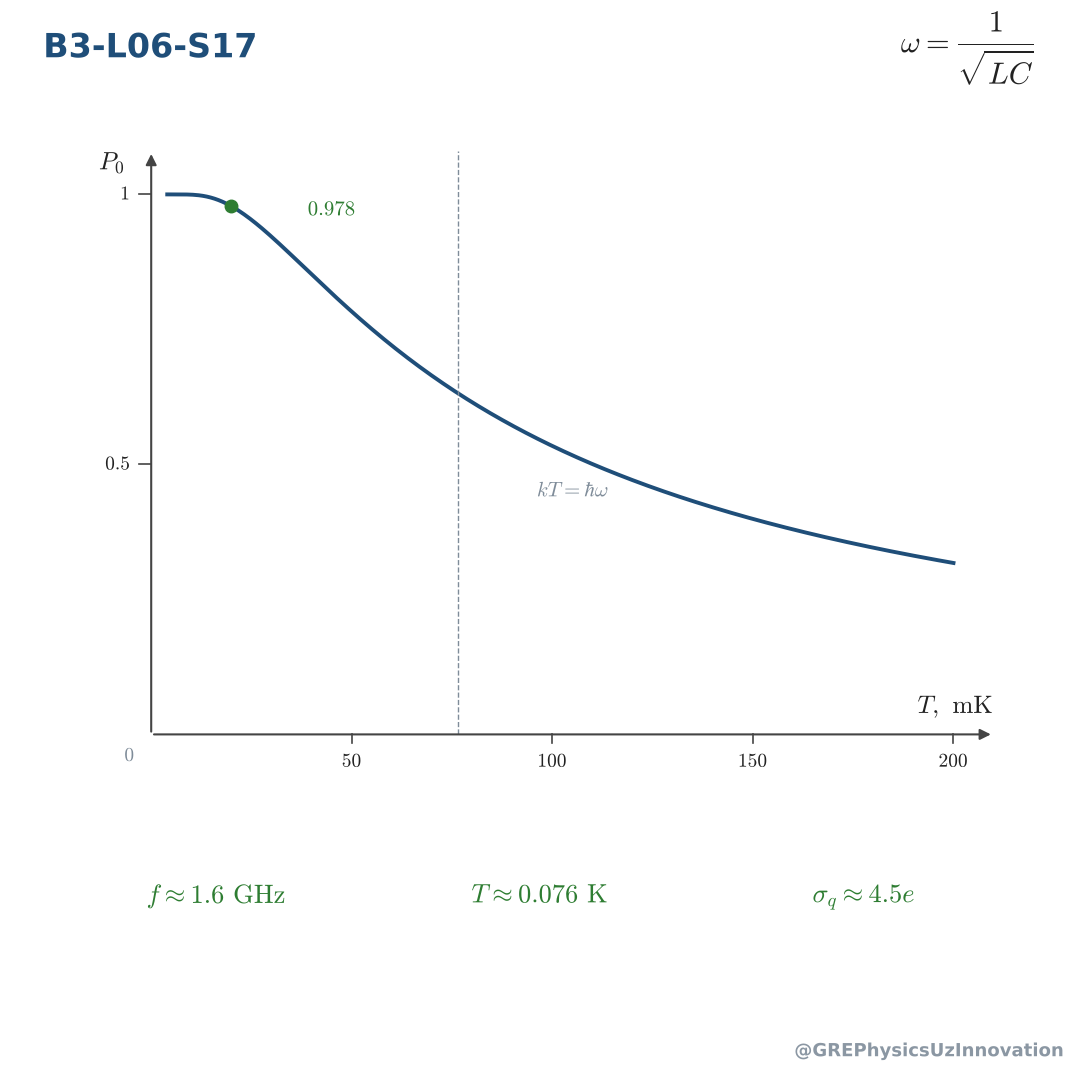 B3-L06-S17
ω = 1/√LC
P₀
1
0.978
0.5
kT = ħω
T, mK
0
50 100 150 200
f ≈ 1.6 GHz T ≈ 0.076 K σ_q ≈ 4.5e
@GREPhysicsUzInnovation